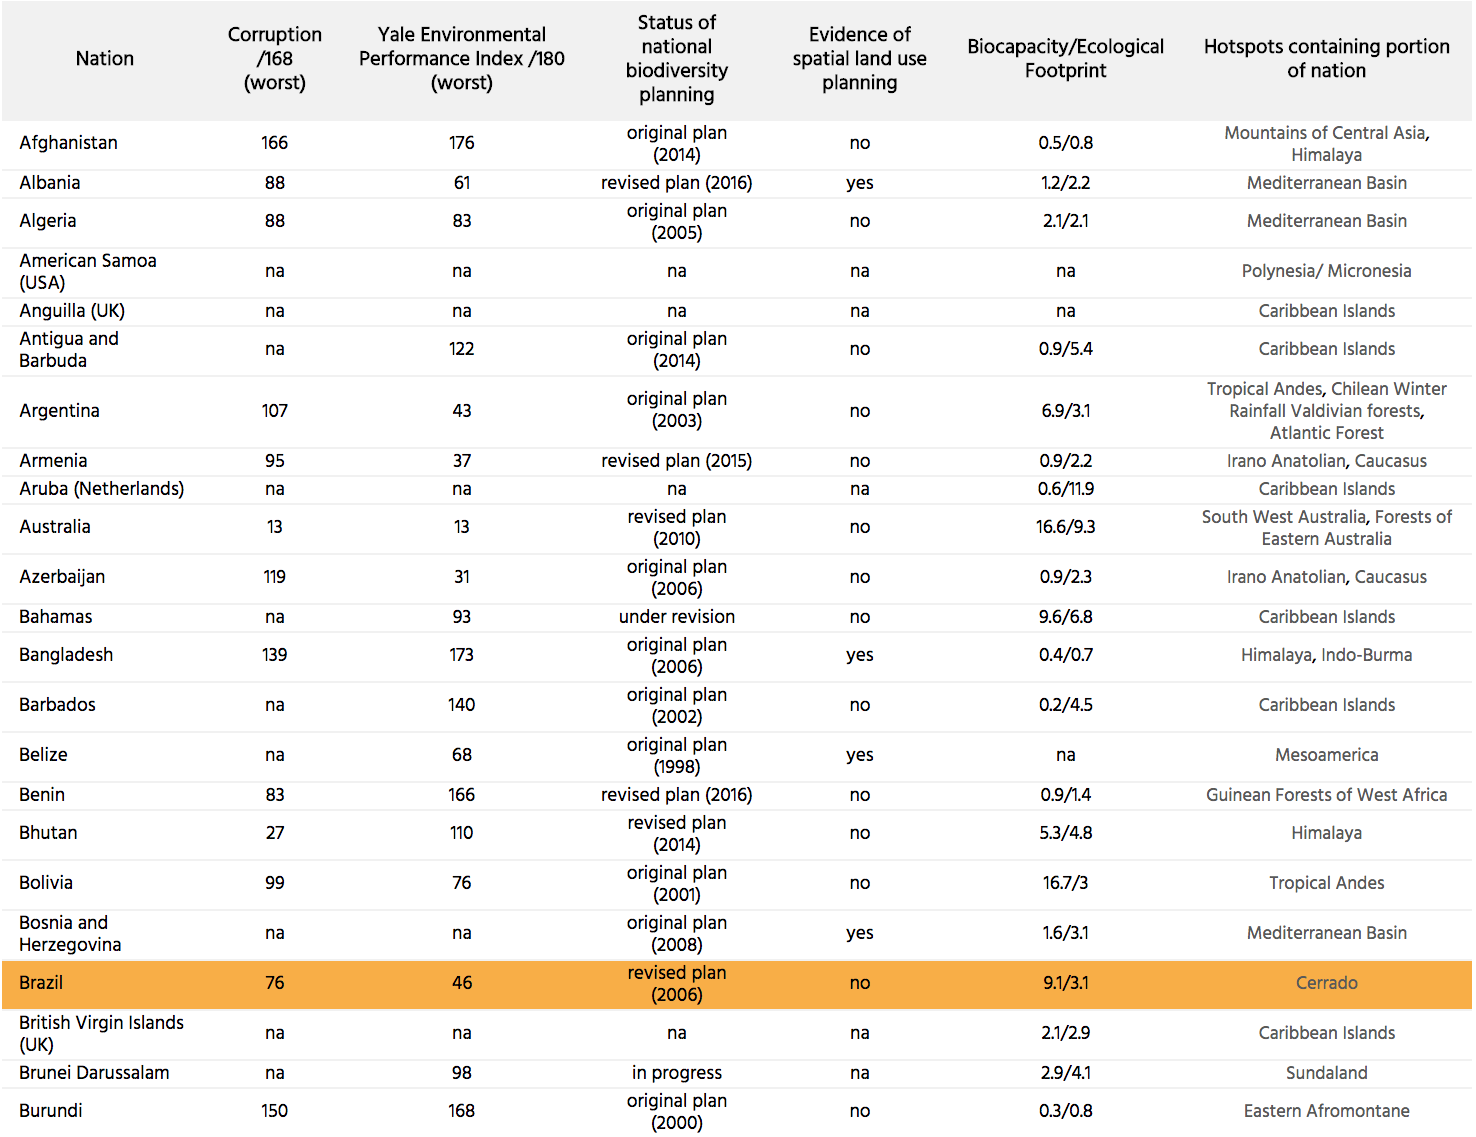 Nation
Corruption
/168
(worst)
Yale Environmental
Performance Index /180
(worst)
Status of
national
biodiversity
planning
Evidence of
spatial land use
planning
Biocapacity/Ecological
Footprint
Hotspots containing portion
of nation
Afghanistan 166 176 original plan
(2014) no 0.5/0.8 Mountains of Central Asia,
Himalaya
Albania 88 61 revised plan (2016) yes 1.2/2.2 Mediterranean Basin
Algeria 88 83 original plan
(2005) no 2.1/2.1 Mediterranean Basin
American Samoa
(USA) na na na na na Polynesia/ Micronesia
Anguilla (UK) na na na na na Caribbean Islands
Antigua and
Barbuda na 122 original plan
(2014) no 0.9/5.4 Caribbean Islands
Argentina 107 43 original plan
(2003) no 6.9/3.1 Tropical Andes, Chilean Winter
Rainfall Valdivian forests,
Atlantic Forest
Armenia 95 37 revised plan (2015) no 0.9/2.2 Irano Anatolian, Caucasus
Aruba (Netherlands) na na na na 0.6/11.9 Caribbean Islands
Australia 13 13 revised plan
(2010) no 16.6/9.3 South West Australia, Forests of
Eastern Australia
Azerbaijan 119 31 original plan
(2006) no 0.9/2.3 Irano Anatolian, Caucasus
Bahamas na 93 under revision no 9.6/6.8 Caribbean Islands
Bangladesh 139 173 original plan
(2006) yes 0.4/0.7 Himalaya, Indo-Burma
Barbados na 140 original plan
(2002) no 0.2/4.5 Caribbean Islands
Belize na 68 original plan
(1998) yes na Mesoamerica
Benin 83 166 revised plan (2016) no 0.9/1.4 Guinean Forests of West Africa
Bhutan 27 110 revised plan
(2014) no 5.3/4.8 Himalaya
Bolivia 99 76 original plan
(2001) no 16.7/3 Tropical Andes
Bosnia and
Herzegovina na na original plan
(2008) yes 1.6/3.1 Mediterranean Basin
Brazil 76 46 revised plan
(2006) no 9.1/3.1 Cerrado
British Virgin Islands
(UK) na na na na 2.1/2.9 Caribbean Islands
Brunei Darussalam na 98 in progress na 2.9/4.1 Sundaland
Burundi 150 168 original plan
(2000) no 0.3/0.8 Eastern Afromontane